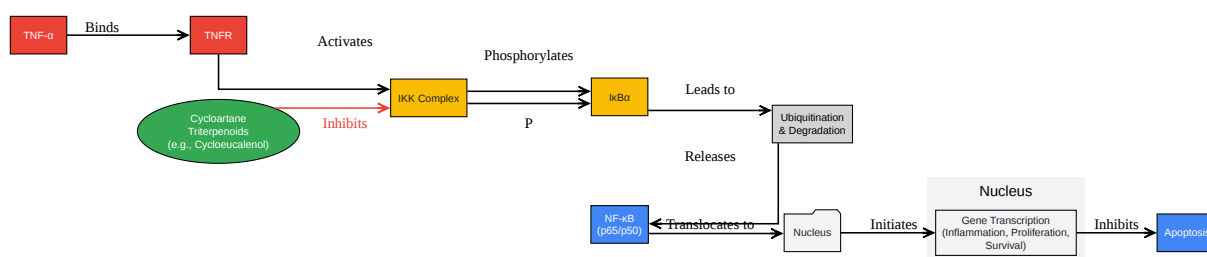 TNF-α
Binds
TNFR
Activates
Phosphorylates
IKK Complex
IκBα
Leads to
Cycloartane
Triterpenoids
(e.g., Cycloeucalenol)
Inhibits
P
Ubiquitination
& Degradation
Releases
Nucleus
NF-κB
(p65/p50)
Translocates to
Nucleus
Initiates
Gene Transcription
(Inflammation, Proliferation,
Survival)
Inhibits
Apoptosis